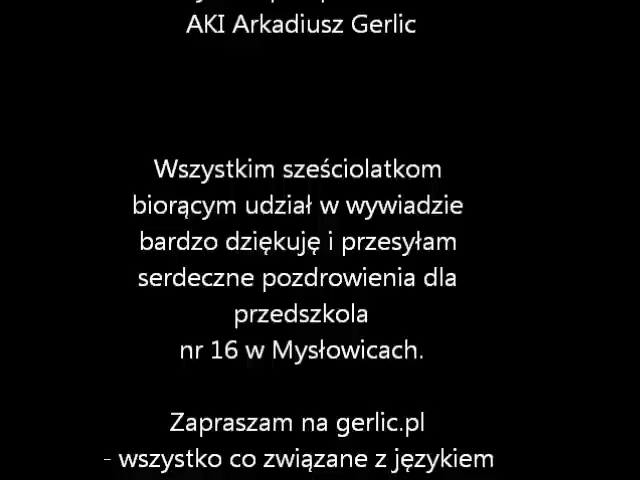 AKI Arkadiusz Gerlic
Wszystkim sześciolatkom
biorącym udział w wywiadzie
bardzo dziękuję i przesyłam
serdeczne pozdrowienia dla
przedszkola
nr 16 w Mysłowicach.
Zapraszam na gerlic.pl
- wszystko co związane z językiem